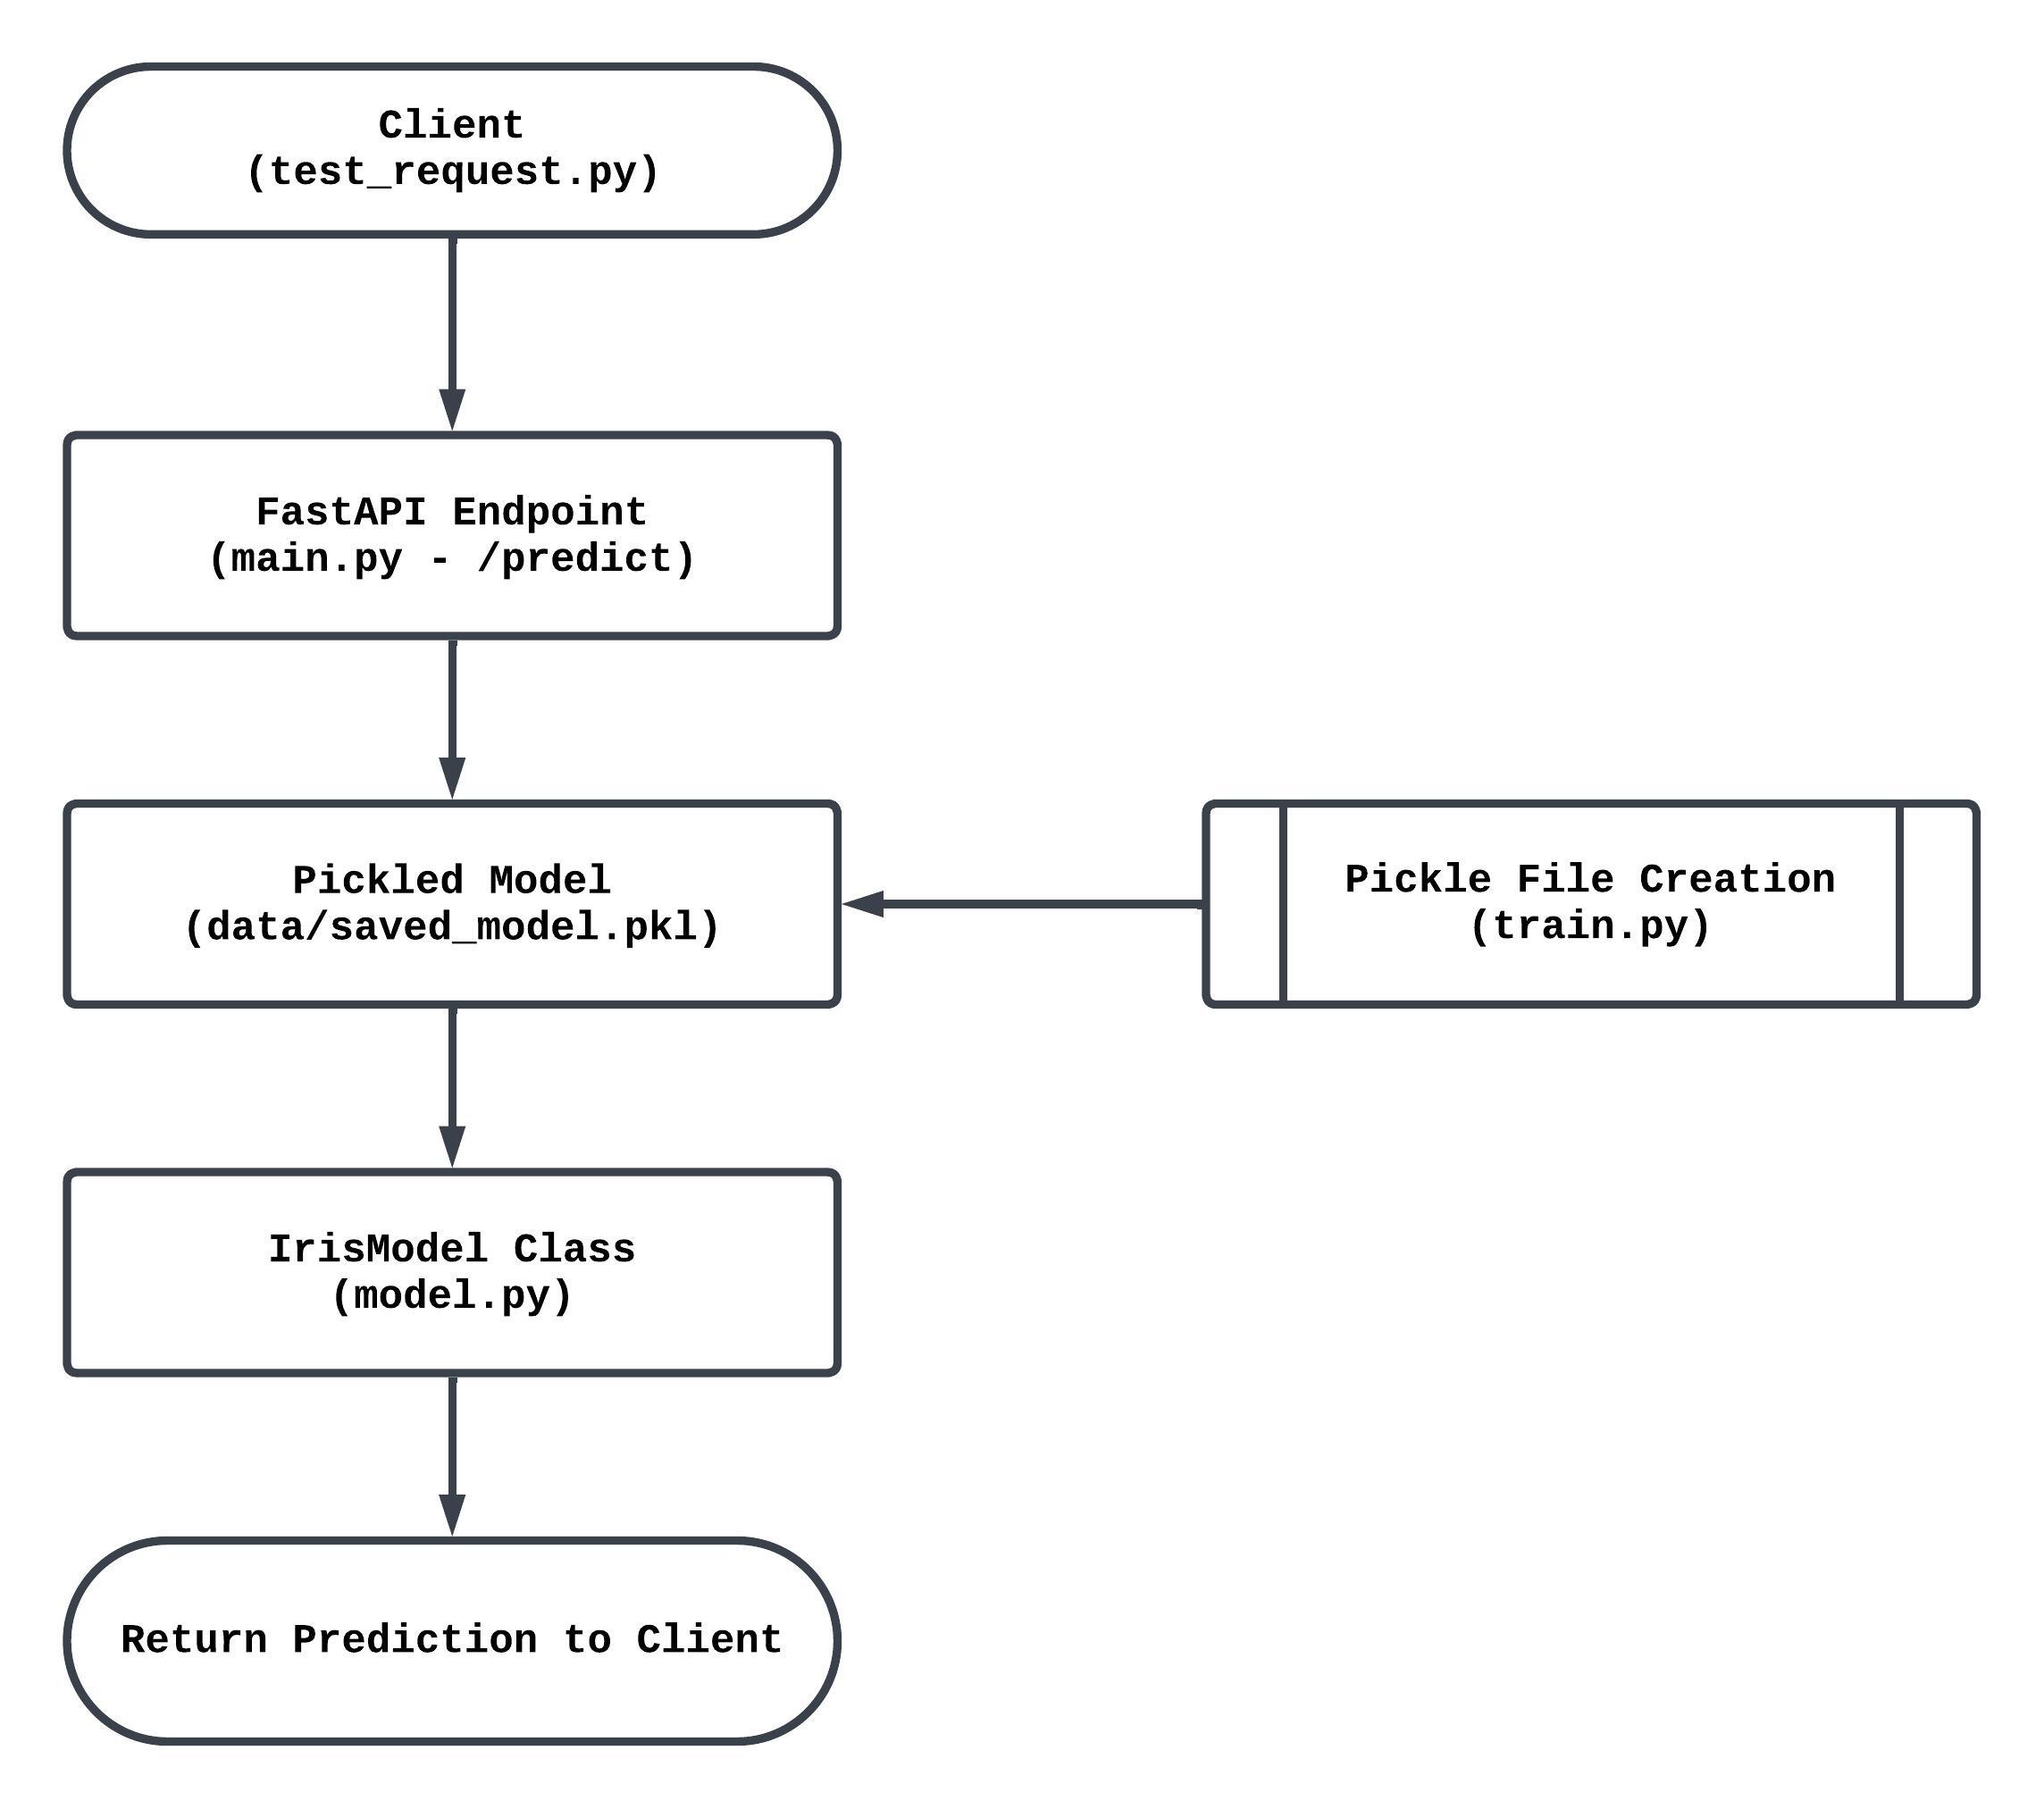 Client
(test_request.py)
FastAPI Endpoint
(main.py - /predict)
Pickled Model
(data/saved_model.pkl)
Pickle File Creation
(train.py)
IrisModel Class
(model.py)
Return Prediction to Client